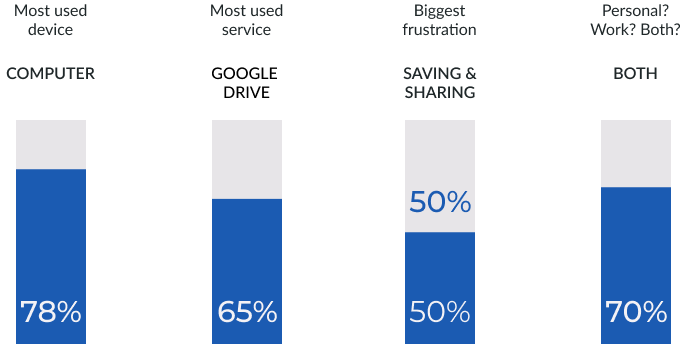 Most used
device
COMPUTER
78%
Most used
service
GOOGLE
DRIVE
65%
Biggest
frustration
SAVING &
SHARING
50%
50%
Personal?
Work? Both?
BOTH
70%